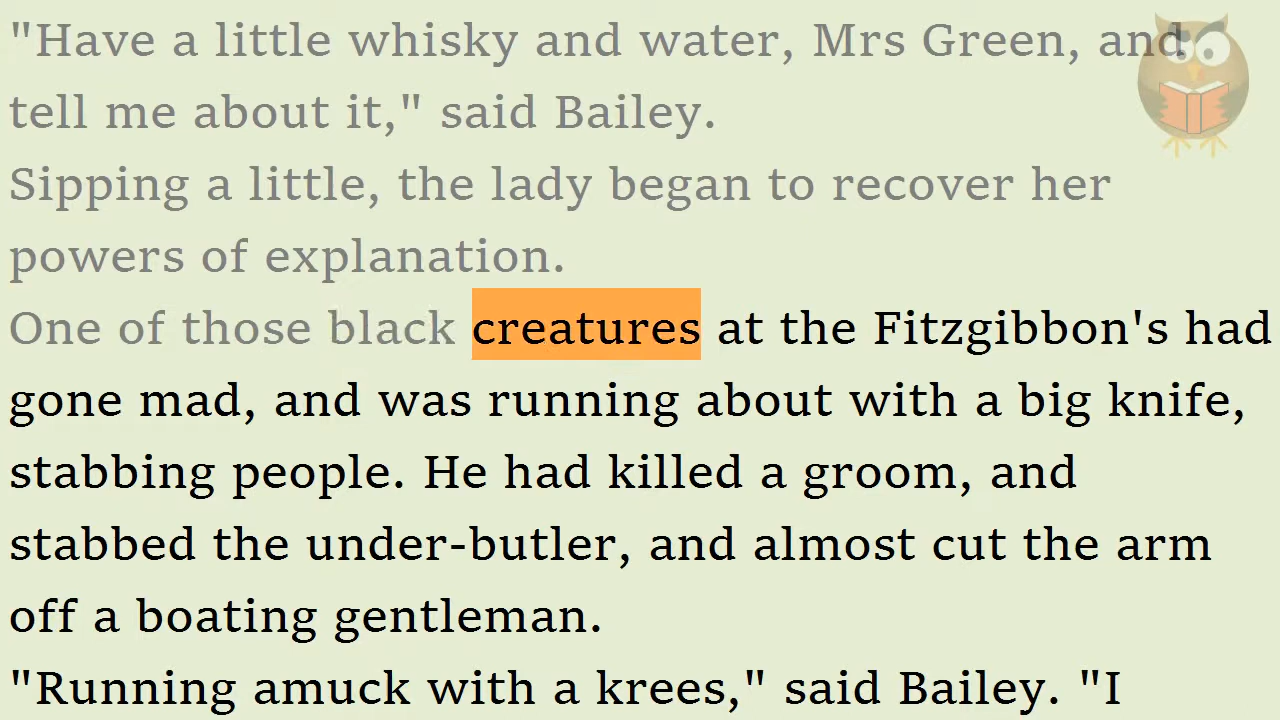 "Have a little whisky and water, Mrs Green, and
tell me about it," said Bailey.
Sipping a little, the lady began to recover her
powers of explanation.
One of those black creatures at the Fitzgibbon's had
gone mad, and was running about with a big knife,
stabbing people. He had killed a groom, and
stabbed the under-butler, and almost cut the arm
off a boating gentleman.
"Running amuck with a krees," said Bailey. "I